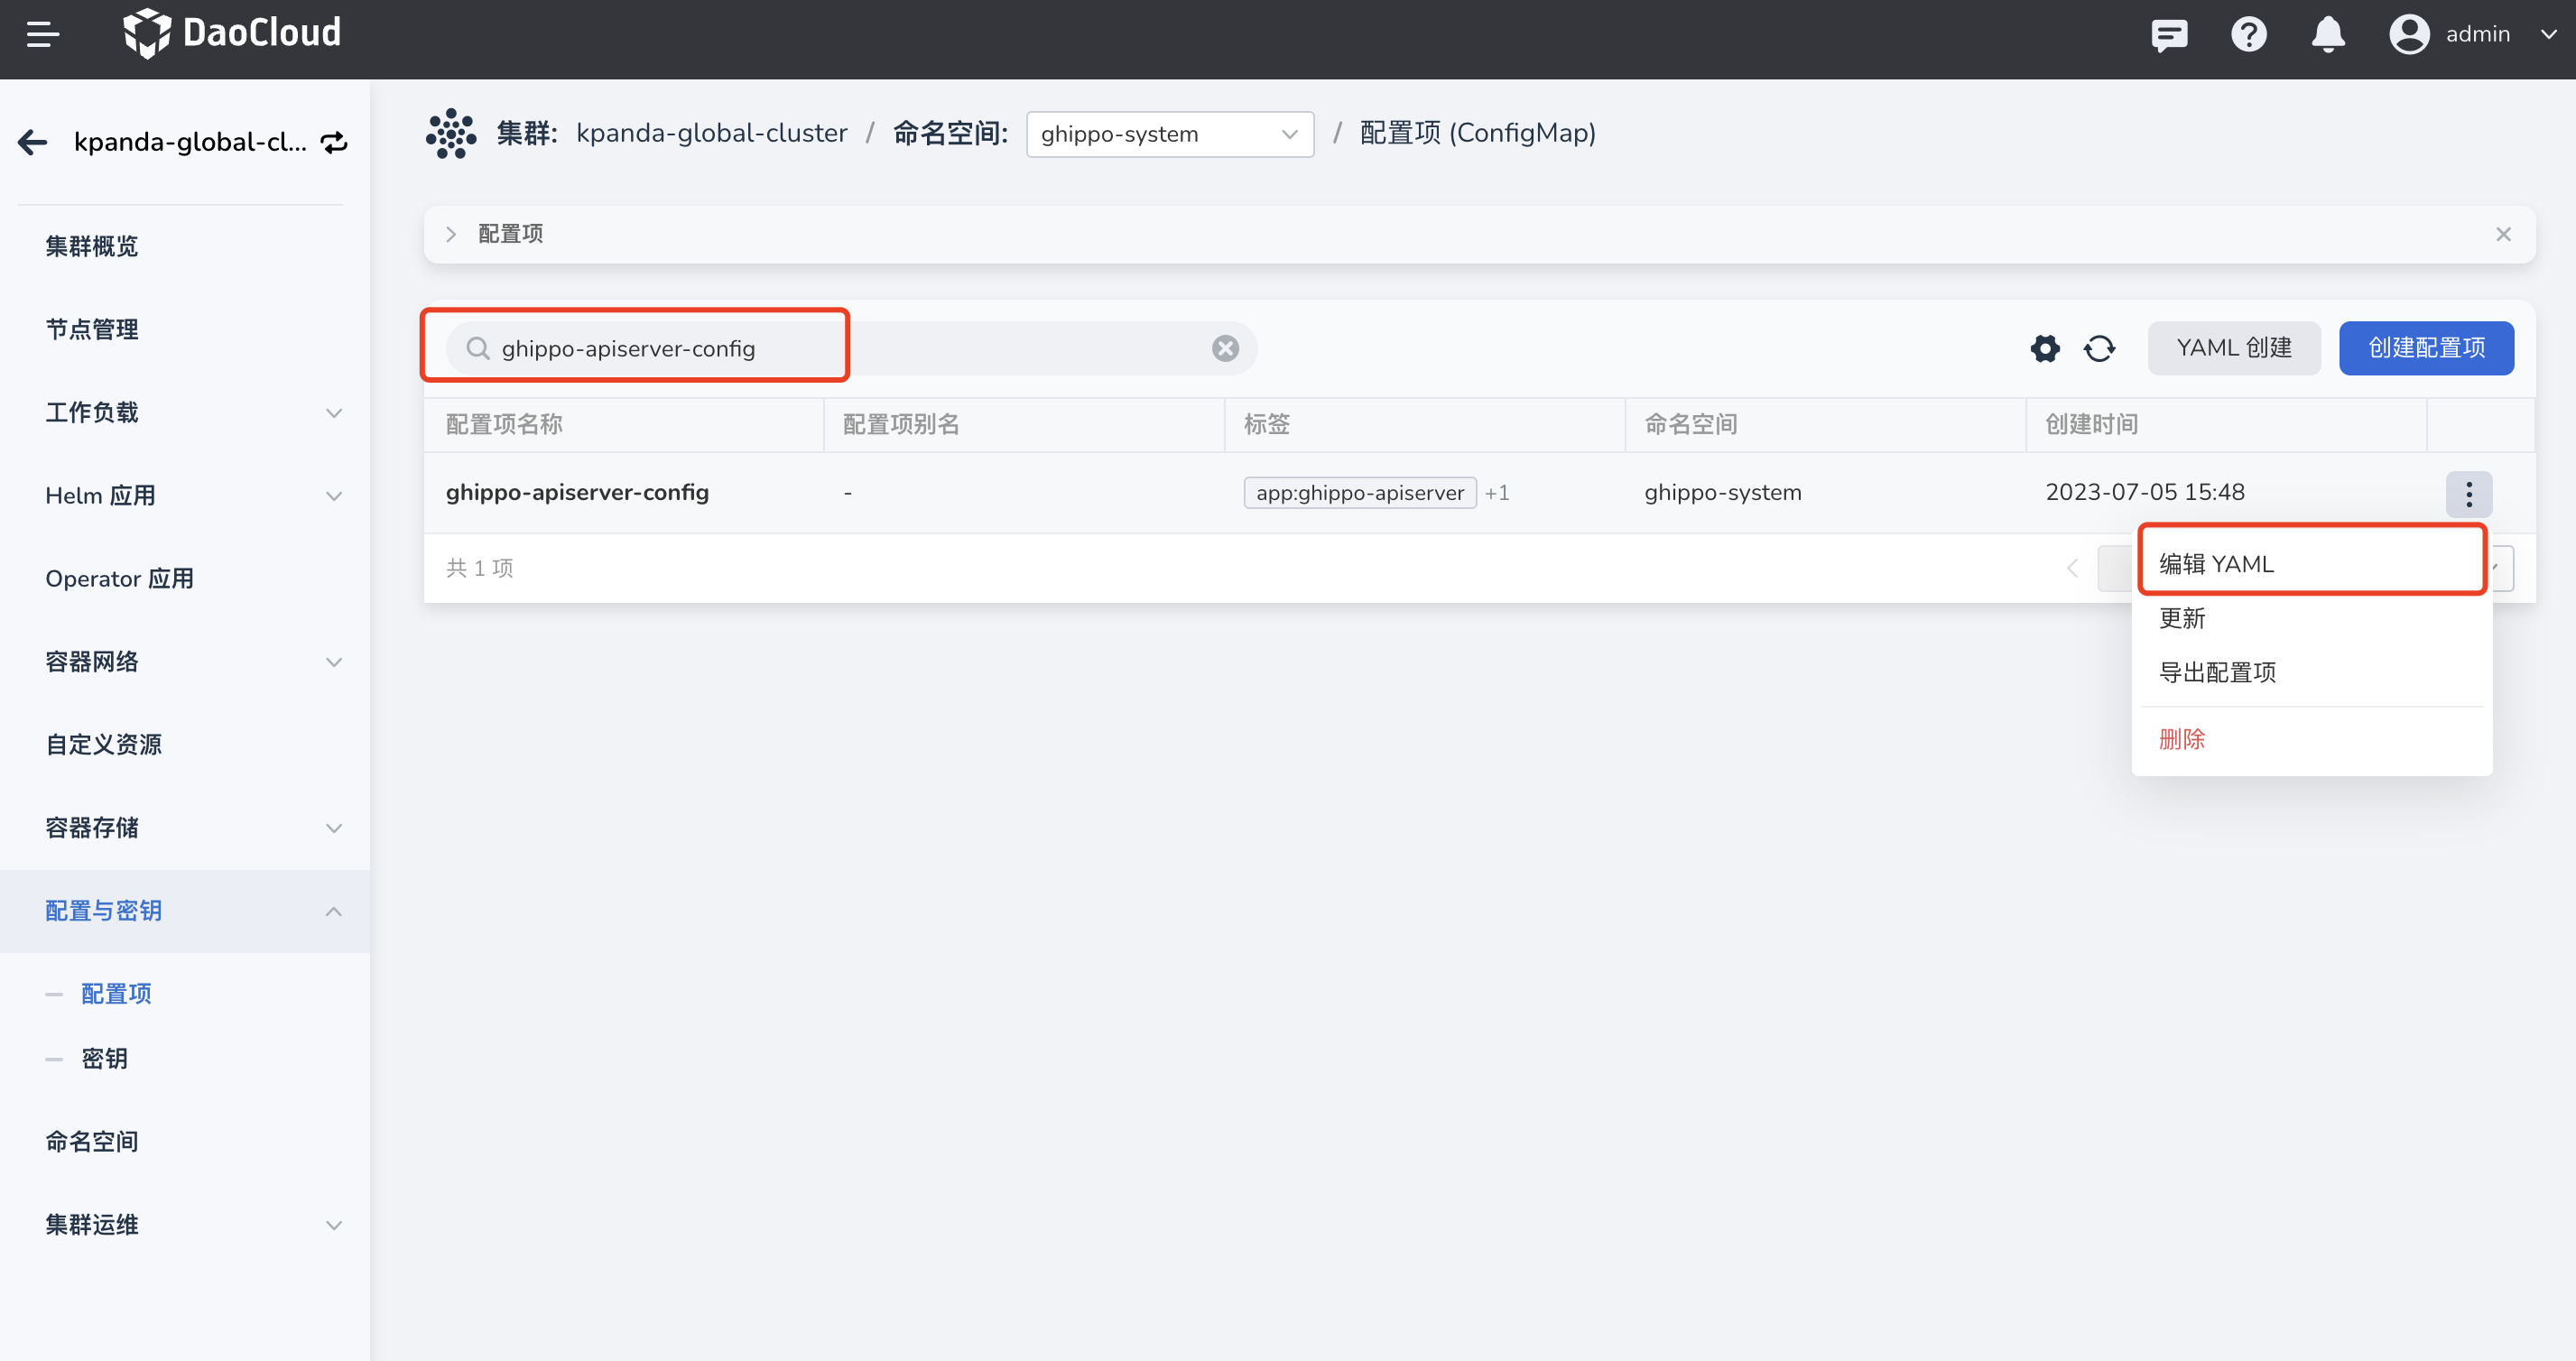 DaoCloud
admin
kpanda-global-cl...
集群: kpanda-global-cluster / 命名空间: ghippo-system / 配置项 (ConfigMap)
集群概览
节点管理
工作负载
Helm 应用
Operator 应用
容器网络
自定义资源
容器存储
配置与密钥
配置项
密钥
命名空间
集群运维
配置项
ghippo-apiserver-config
YAML 创建
创建配置项
配置项名称 配置项别名 标签 命名空间 创建时间
ghippo-apiserver-config - app:ghippo-apiserver +1 ghippo-system 2023-07-05 15:48
共 1 项
编辑 YAML
更新
导出配置项
删除